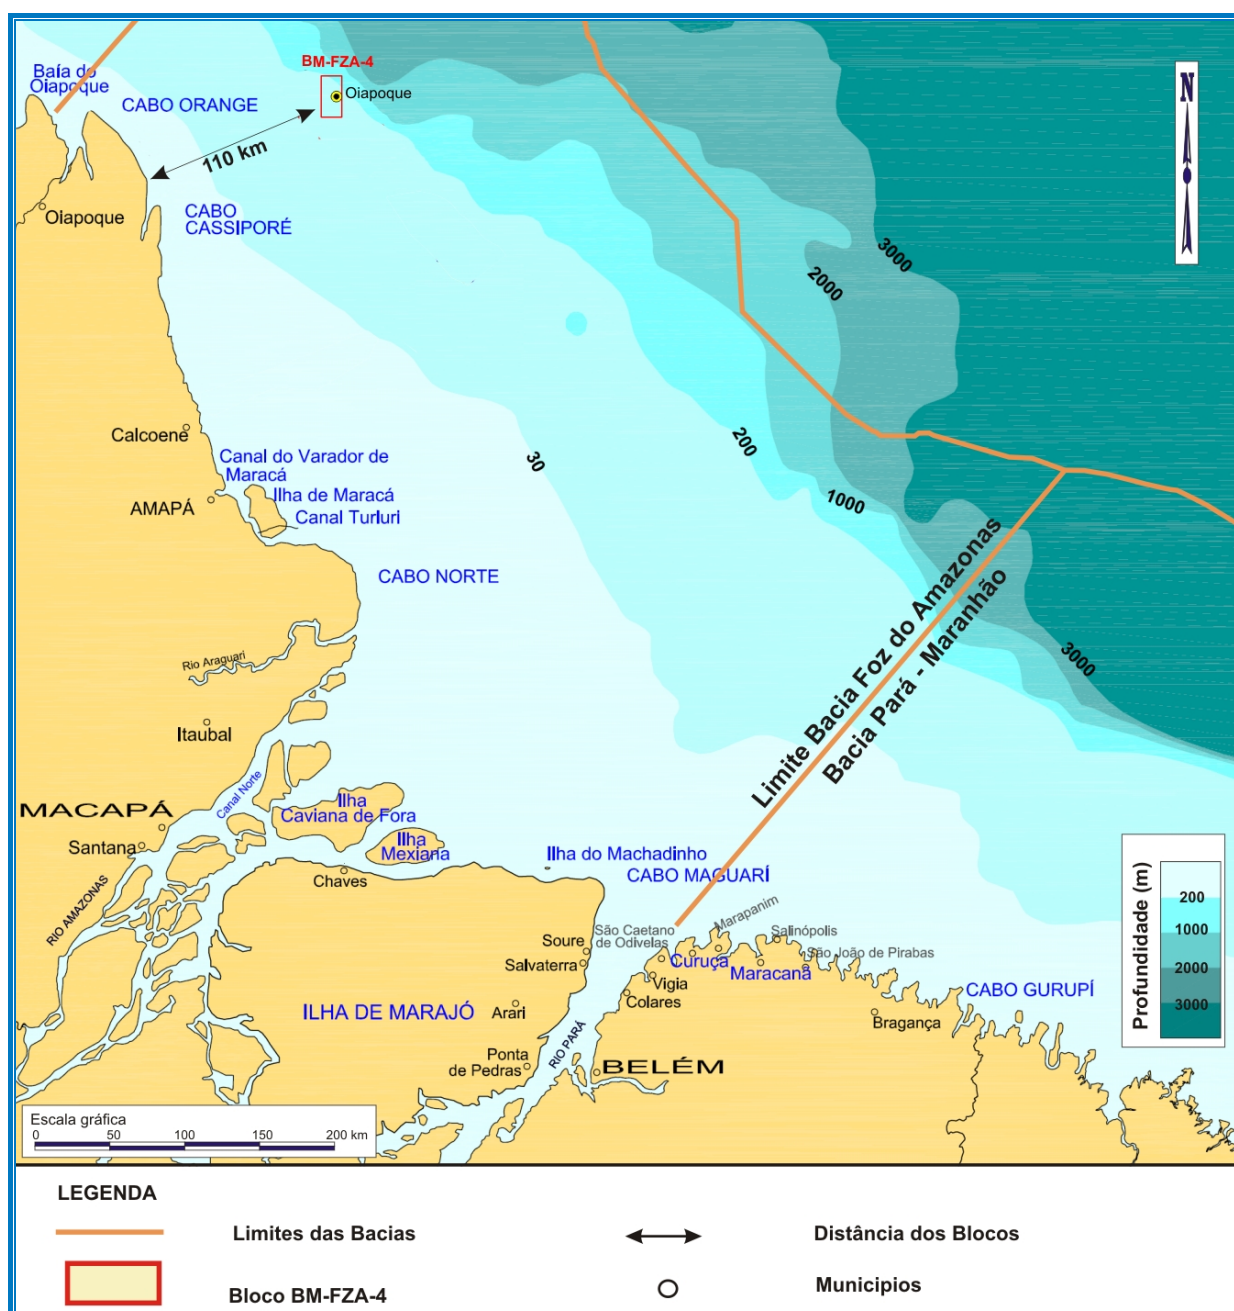 BM-FZA-4
Baía do
Oiapoque
Oiapoque
CABO ORANGE
N
110 km
Oiapoque
CABO
CASSIPORÉ
3000
2000
Calcoene
200
30
Canal do Varador de
Maracá
AMAPÁ
Ilha de Maracá
Canal Turluri
1000
CABO NORTE
Limite Bacia Foz do Amazonas
Bacia Pará - Maranhão
3000
Rio Araguari
Itaubal
Canal Norte
MACAPÁ
Ilha
Caviana de Fora
Santana
Ilha
Mexiana
Chaves
Ilha do Machadinho
CABO MAGUARÍ
RIO AMAZONAS
Marapanim
São Caetano
de Odivelas
Salinópolis
Soure
Salvaterra
Curuça
Maracanã
São João de Pirabas
Vigia
Colares
CABO GURUPÍ
ILHA DE MARAJÓ
Arari
Bragança
RIO PARÁ
Ponta
de Pedras
BELÉM
Profundidade (m)
200
1000
2000
3000
Escala gráfica
0 50 100 150 200 km
LEGENDA
Limites das Bacias
Distância dos Blocos
Bloco BM-FZA-4
Municipios